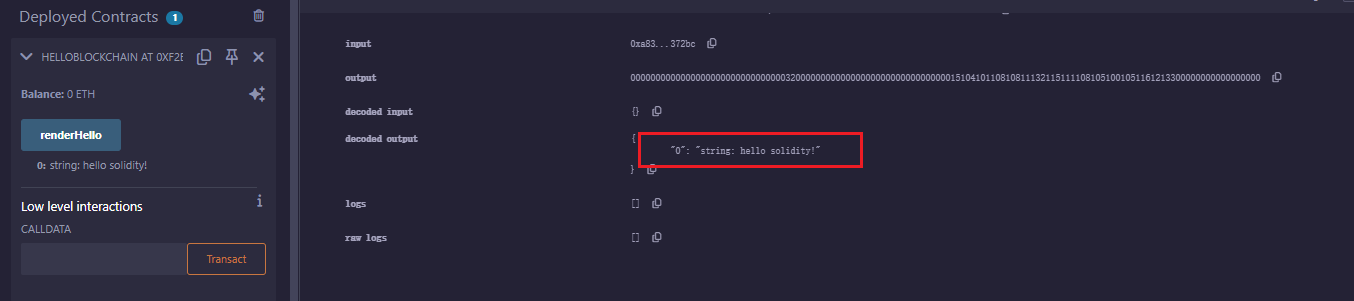 Deployed Contracts 1
HELLOBLOCKCHAIN AT 0XF2E
Balance: 0 ETH
renderHello
0: string: hello solidity!
Low level interactions
i
CALLDATA
Transact
input 0xa83...372bc
output
decoded input {}
decoded output {
"0": "string: hello solidity!"
}
logs []
raw logs []